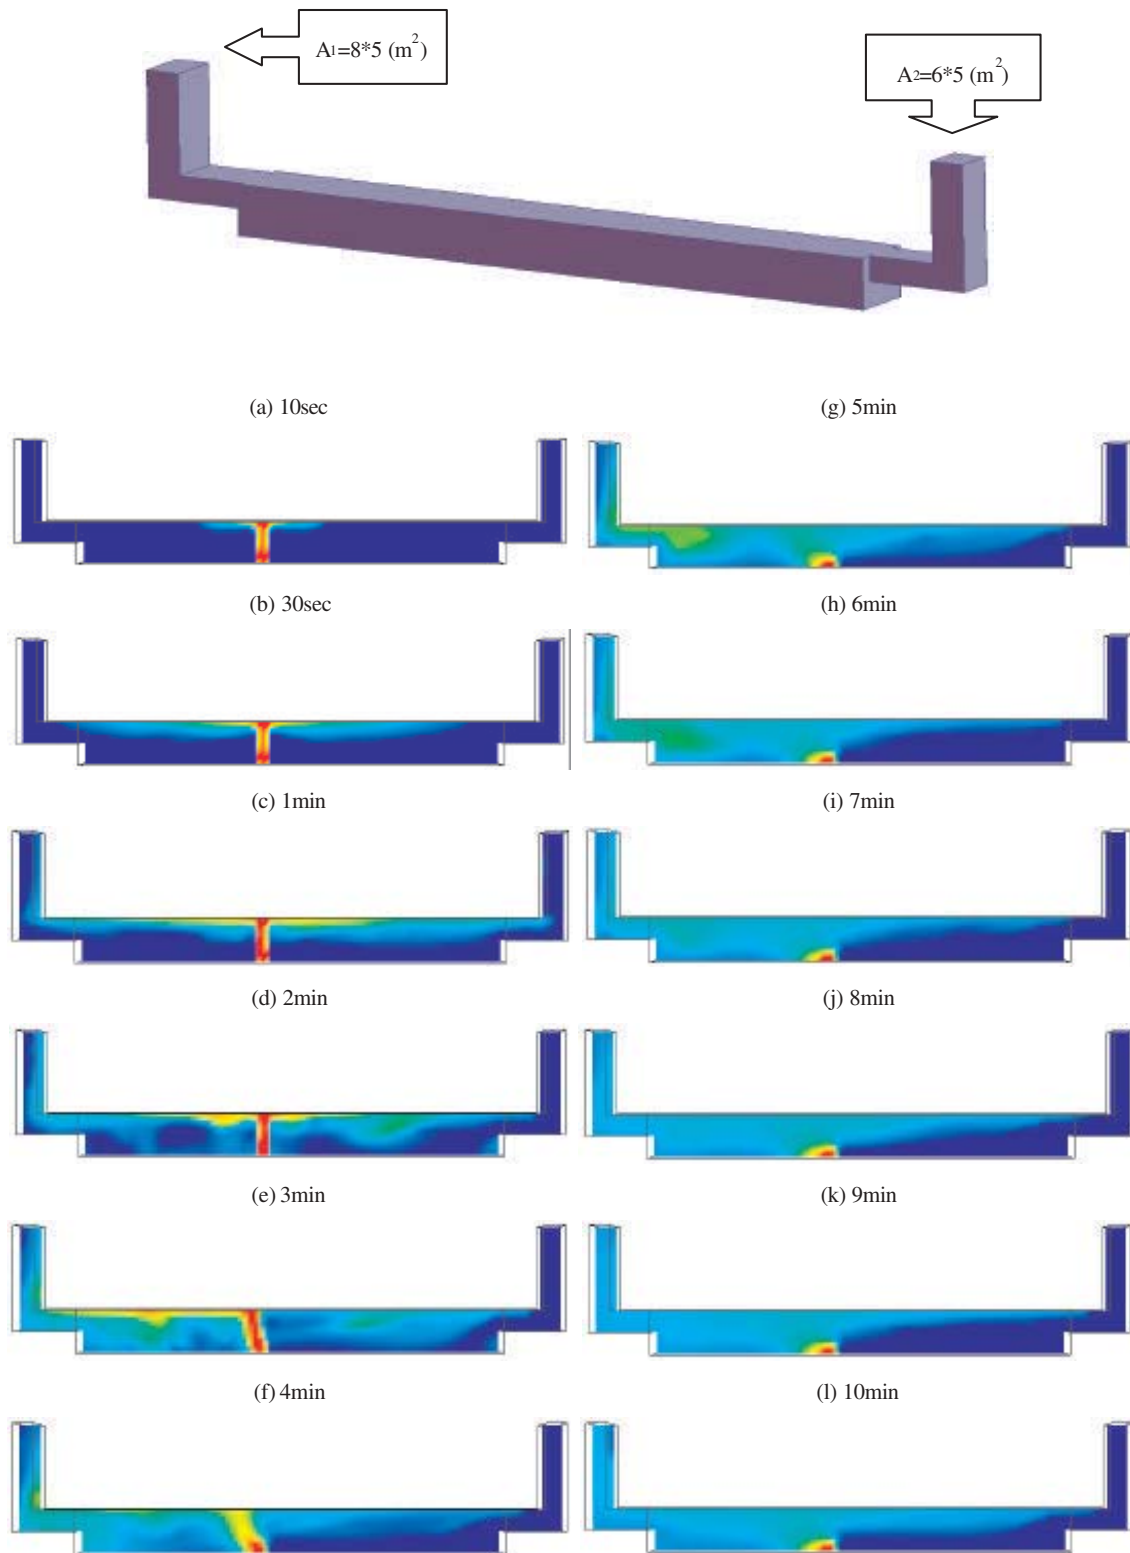 A1=8*5 (m²)
A2=6*5 (m²)
(a) 10sec
(b) 30sec
(c) 1min
(d) 2min
(e) 3min
(f) 4min
(g) 5min
(h) 6min
(i) 7min
(j) 8min
(k) 9min
(l) 10min